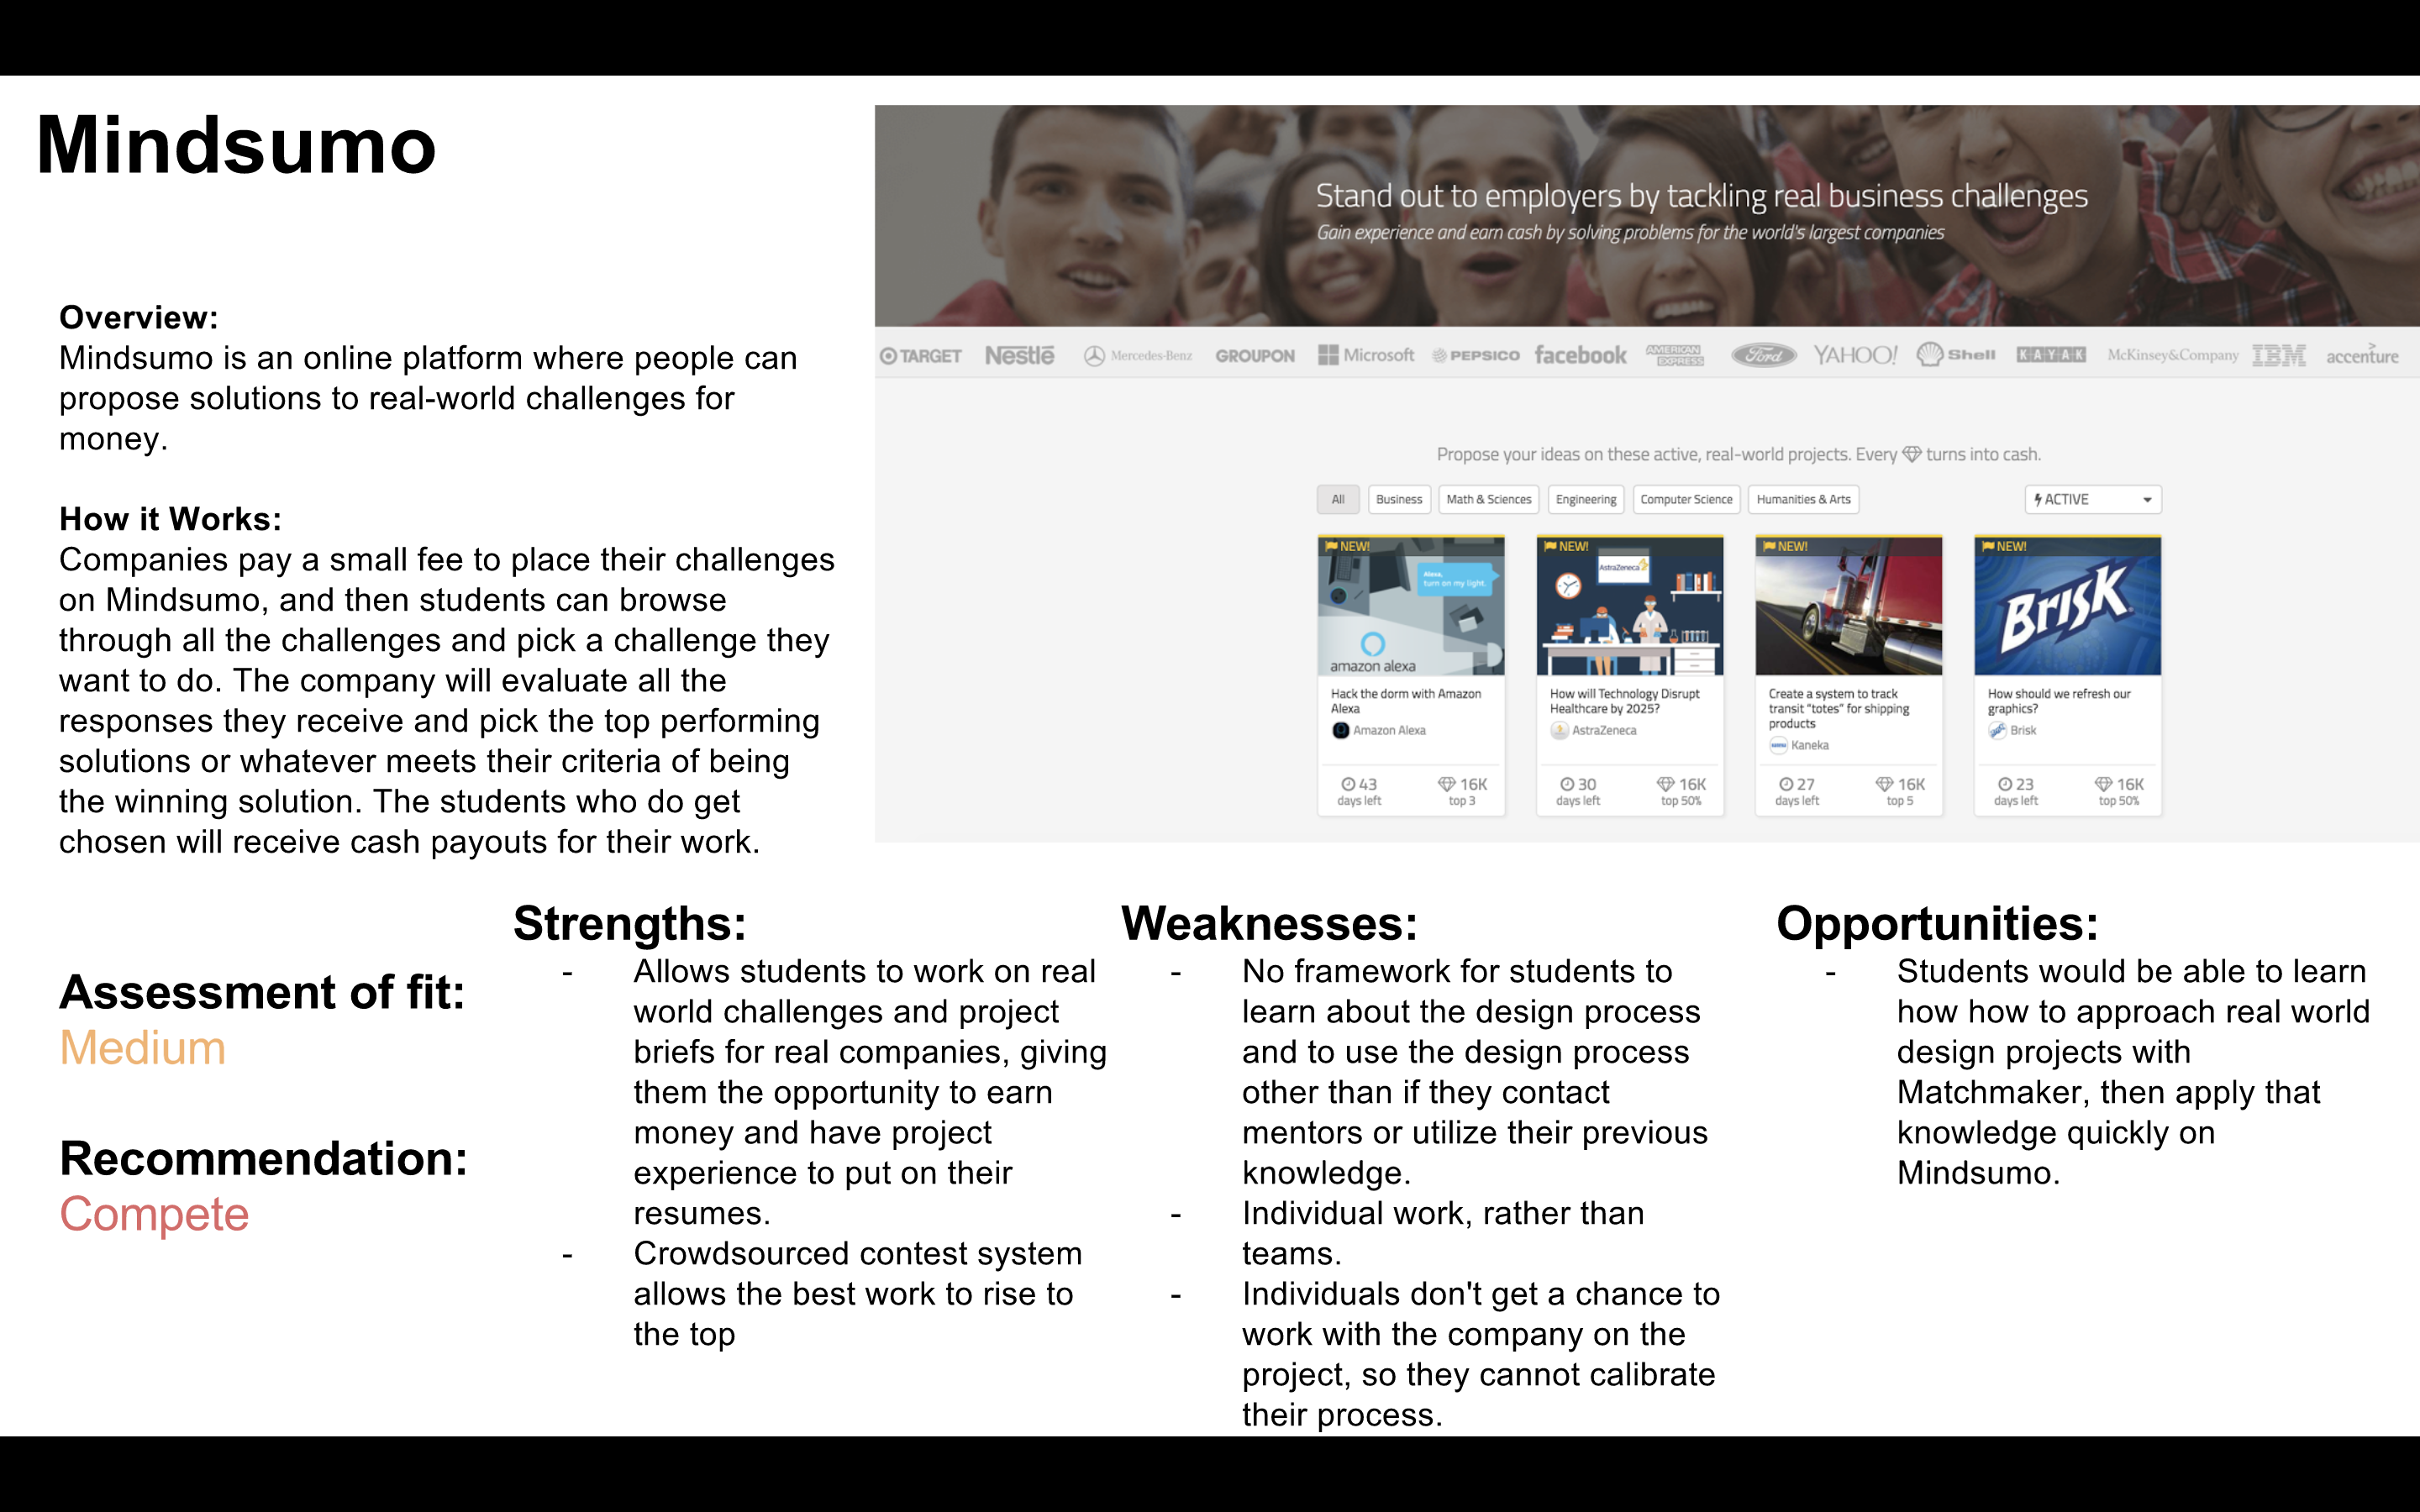 Mindsumo
Overview:
Mindsumo is an online platform where people can
propose solutions to real-world challenges for
money.
How it Works:
Companies pay a small fee to place their challenges
on Mindsumo, and then students can browse
through all the challenges and pick a challenge they
want to do. The company will evaluate all the
responses they receive and pick the top performing
solutions or whatever meets their criteria of being
the winning solution. The students who do get
chosen will receive cash payouts for their work.
Stand out to employers by tackling real business challenges
Gain experience and earn cash by solving problems for the world's largest companies
TARGET Nestlé Mercedes-Benz GROUPON Microsoft PEPSICO facebook AMERICAN EXPRESS Ford YAHOO! Shell KAYAK McKinsey&Company IBM accenture
Propose your ideas on these active, real-world projects. Every turns into cash.
All Business Math & Sciences Engineering Computer Science Humanities & Arts ACTIVE
NEW!
Alexa,
turn on my light.
amazon alexa
Hack the dorm with Amazon
Alexa
Amazon Alexa
43 16K
days left top 3
NEW!
AstraZeneca
How will Technology Disrupt
Healthcare by 2025?
AstraZeneca
30 16K
days left top 50%
NEW!
Create a system to track
transit “totes” for shipping
products
Kaneka
27 16K
days left top 5
NEW!
BRISK
How should we refresh our
graphics?
Brisk
23 16K
days left top 50%
Assessment of fit:
Medium
Recommendation:
Compete
Strengths:
- Allows students to work on real
world challenges and project
briefs for real companies, giving
them the opportunity to earn
money and have project
experience to put on their
resumes.
- Crowdsourced contest system
allows the best work to rise to
the top
Weaknesses:
- No framework for students to
learn about the design process
and to use the design process
other than if they contact
mentors or utilize their previous
knowledge.
- Individual work, rather than
teams.
- Individuals don't get a chance to
work with the company on the
project, so they cannot calibrate
their process.
Opportunities:
- Students would be able to learn
how how to approach real world
design projects with
Matchmaker, then apply that
knowledge quickly on
Mindsumo.